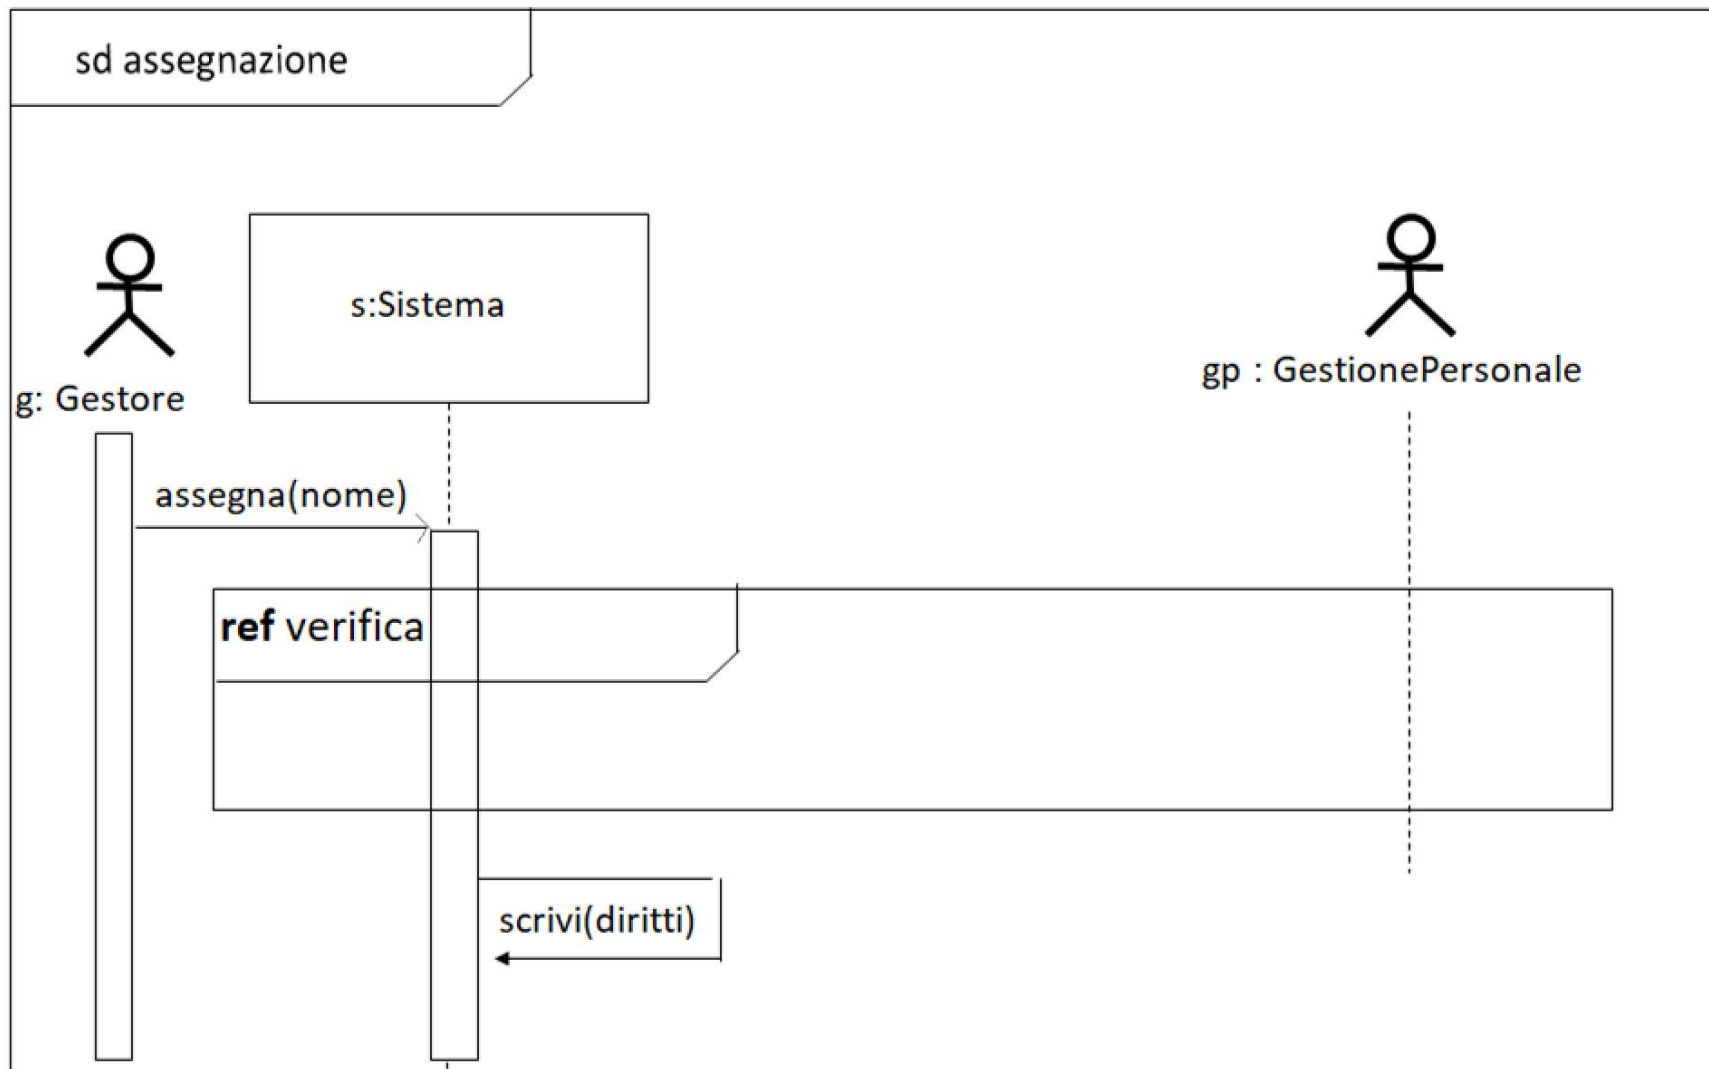 sd assegnazione
s:Sistema
gp : GestionePersonale
g: Gestore
assegna(nome)
ref verifica
scrivi(diritti)